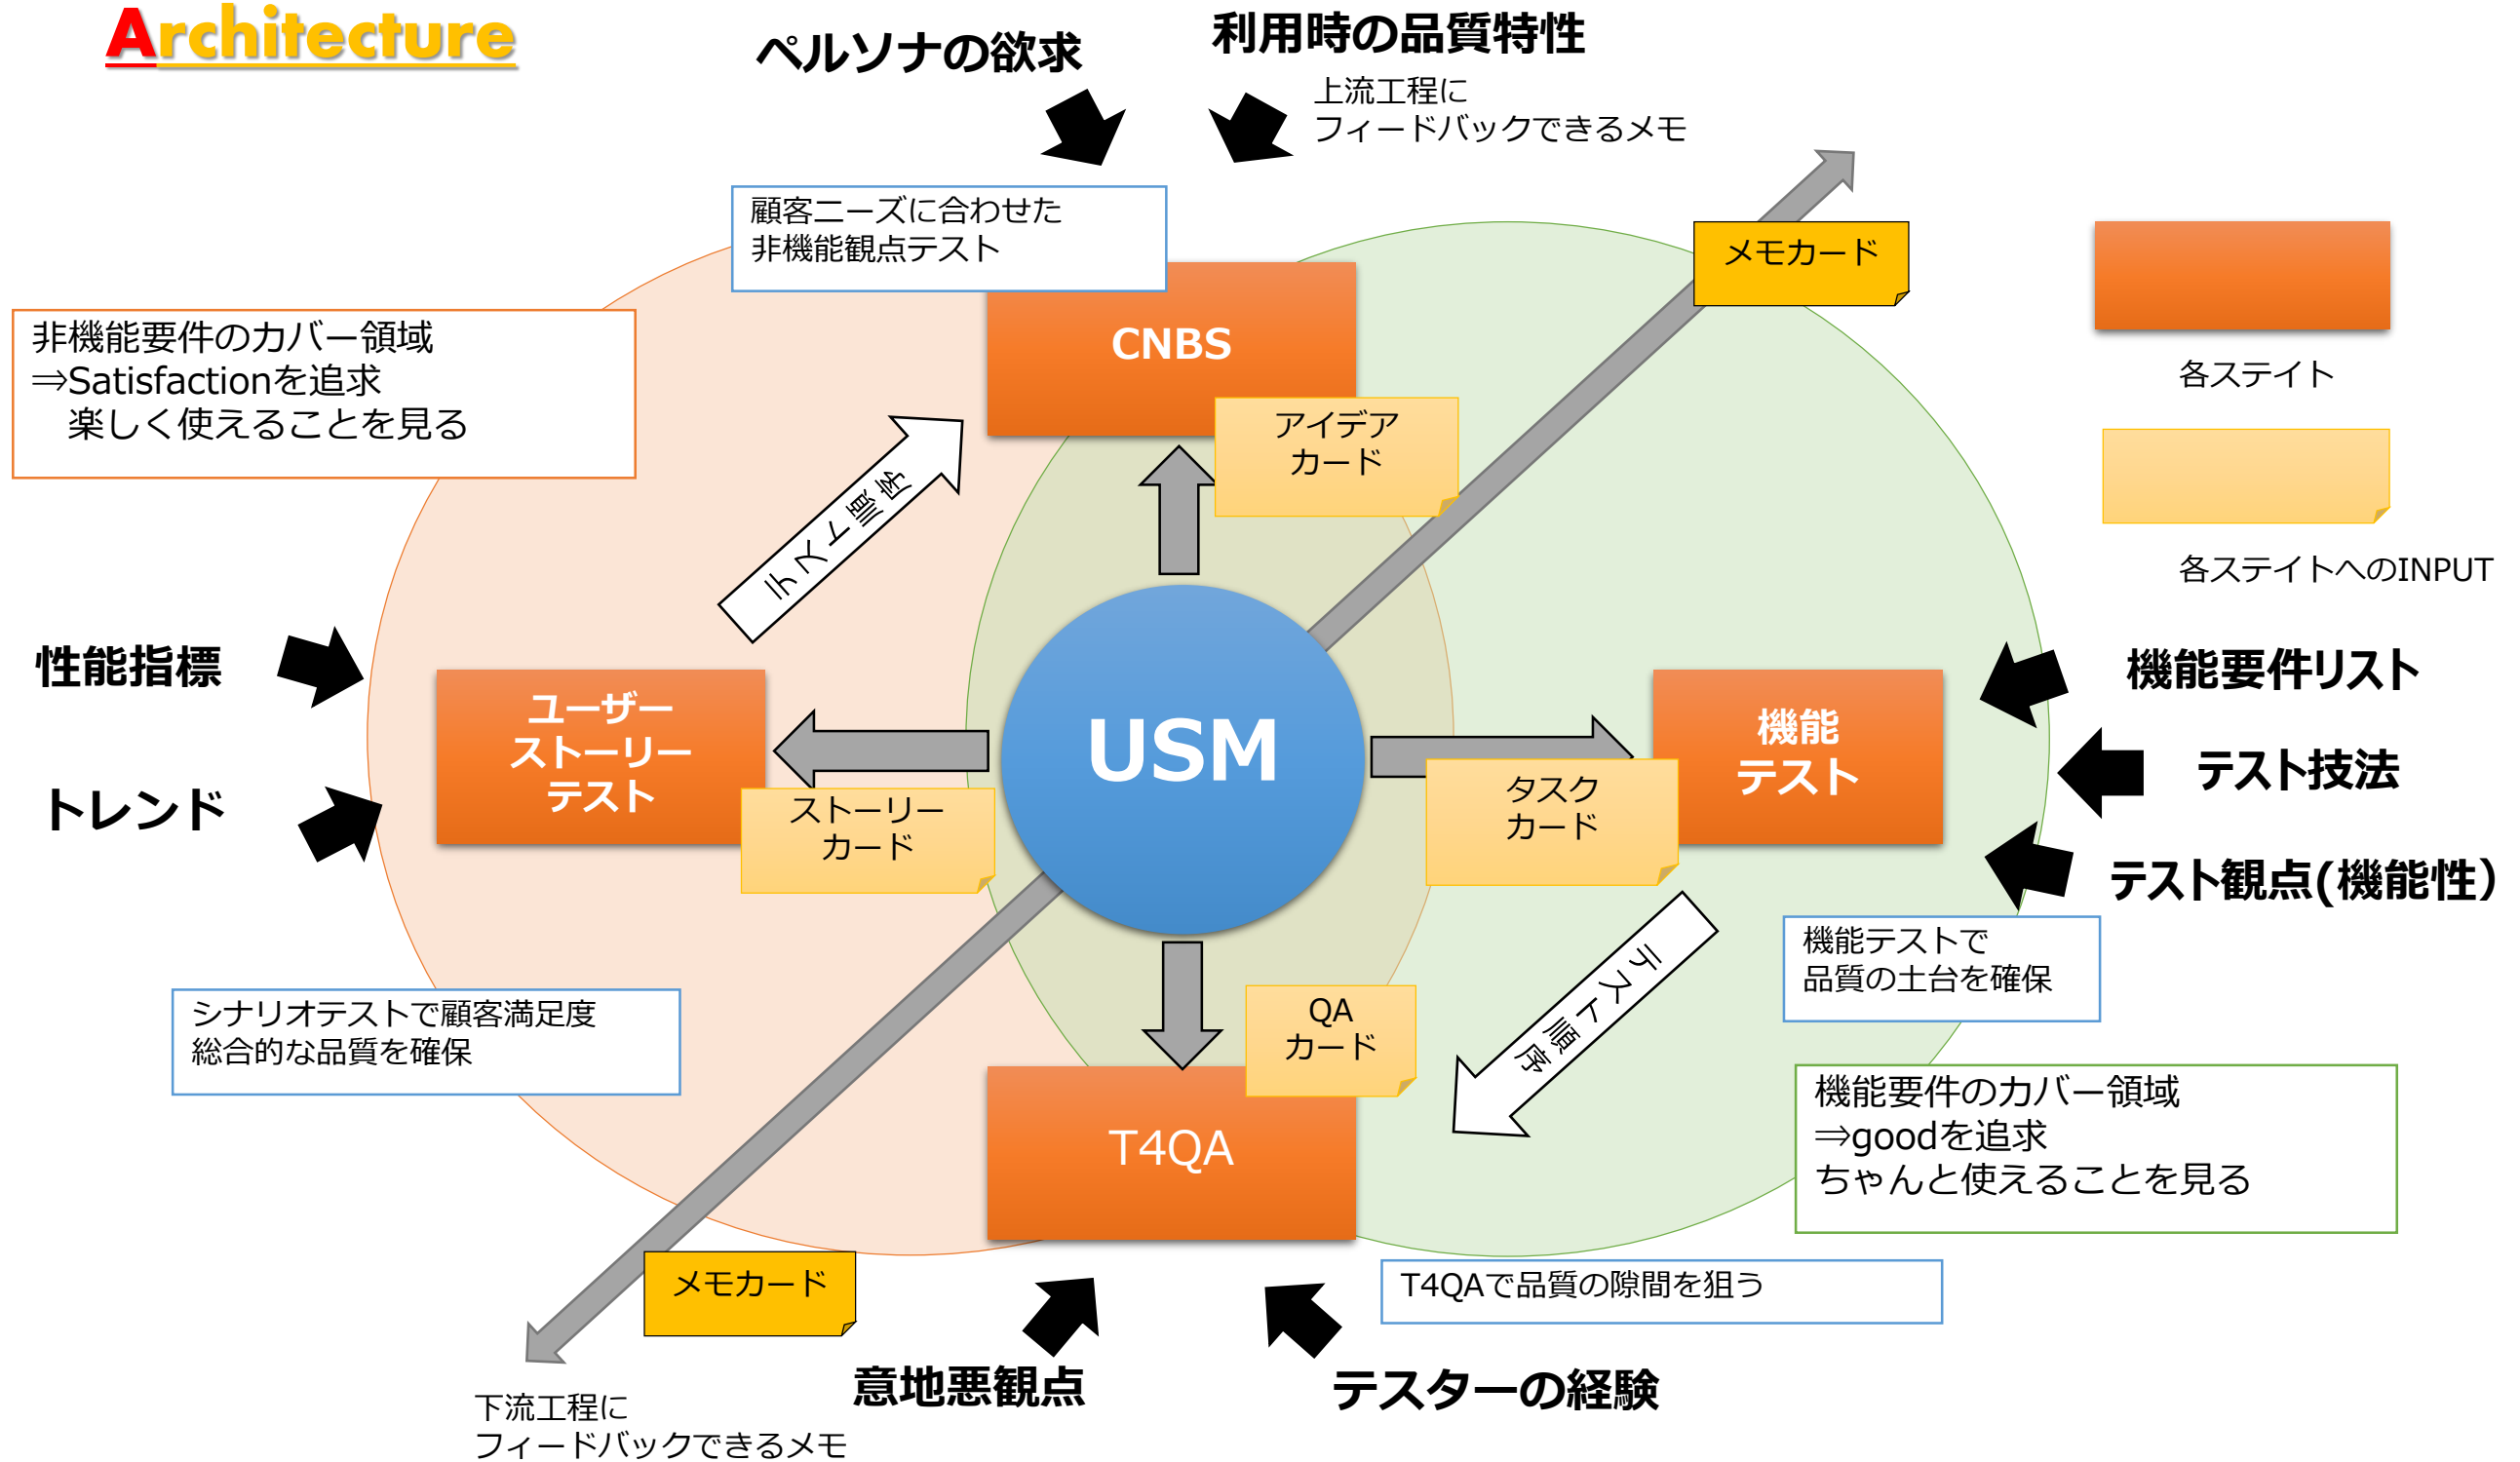 Architecture
ペルソナの欲求
利用時の品質特性
上流工程に
フィードバックできるメモ
顧客ニーズに合わせた
非機能観点テスト
メモカード
非機能要件のカバー領域
⇒Satisfactionを追求
楽しく使えることを見る
CNBS
アイデア
カード
各ステイト
各ステイトへのINPUT
テスト順序
性能指標
トレンド
ユーザー
ストーリー
テスト
ストーリー
カード
USM
タスク
カード
機能
テスト
機能要件リスト
テスト技法
テスト観点(機能性)
機能テストで
品質の土台を確保
テスト順序
シナリオテストで顧客満足度
総合的な品質を確保
QA
カード
T4QA
機能要件のカバー領域
⇒goodを追求
ちゃんと使えることを見る
メモカード
T4QAで品質の隙間を狙う
意地悪観点
テスターの経験
下流工程に
フィードバックできるメモ